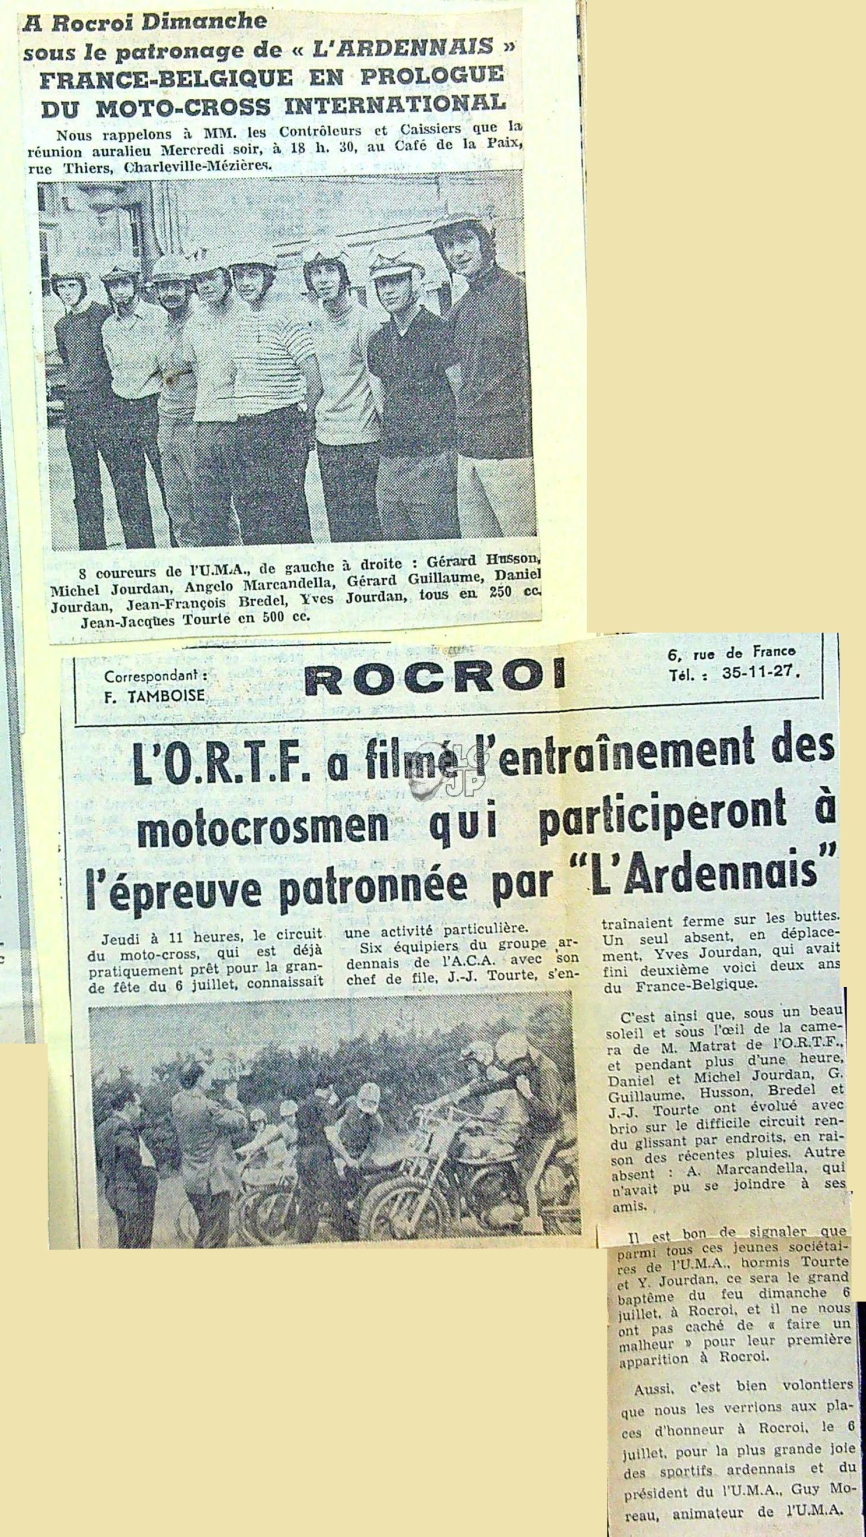 A Rocroi Dimanche
sous le patronage de « L'ARDENNAIS »
FRANCE-BELGIQUE EN PROLOGUE
DU MOTO-CROSS INTERNATIONAL
Nous rappelons à MM. les Contrôleurs et Caissiers que la
réunion auralieu Mercredi soir, à 18 h. 30, au Café de la Paix,
rue Thiers, Charleville-Mézières.
8 coureurs de l'U.M.A., de gauche à droite : Gérard Husson,
Michel Jourdan, Angelo Marcandella, Gérard Guillaume, Daniel
Jourdan, Jean-François Bredel, Yves Jourdan, tous en 250 cc.
Jean-Jacques Tourte en 500 cc.
Correspondant :
F. TAMBOISE
ROCROI
6, rue de France
Tél. : 35-11-27.
L'O.R.T.F. a filmé l'entraînement des
motocrosmen qui participeront à
l'épreuve patronnée par "L'Ardennais"
LG
JP
Jeudi à 11 heures, le circuit
du moto-cross, qui est déjà
pratiquement prêt pour la gran-
de fête du 6 juillet, connaissait
une activité particulière.
Six équipiers du groupe ar-
dennais de l'A.C.A. avec son
chef de file, J.-J. Tourte, s'en-
traînaient ferme sur les buttes.
Un seul absent, en déplace-
ment, Yves Jourdan, qui avait
fini deuxième voici deux ans
du France-Belgique.
C'est ainsi que, sous un beau
soleil et sous l'œil de la came-
ra de M. Matrat de l'O.R.T.F.,
et pendant plus d'une heure,
Daniel et Michel Jourdan, G.
Guillaume, Husson, Bredel et
J.-J. Tourte ont évolué avec
brio sur le difficile circuit ren-
du glissant par endroits, en rai-
son des récentes pluies. Autre
absent : A. Marcandella, qui
n'avait pu se joindre à ses
amis.
Il est bon de signaler que
parmi tous ces jeunes sociétai-
res de l'U.M.A., hormis Tourte
et Y. Jourdan, ce sera le grand
baptême du feu dimanche 6
juillet, à Rocroi, et il ne nous
ont pas caché de « faire un
malheur » pour leur première
apparition à Rocroi.
Aussi, c'est bien volontiers
que nous les verrions aux pla-
ces d'honneur à Rocroi, le 6
juillet, pour la plus grande joie
des sportifs ardennais et du
président du l'U.M.A., Guy Mo-
reau, animateur de l'U.M.A.